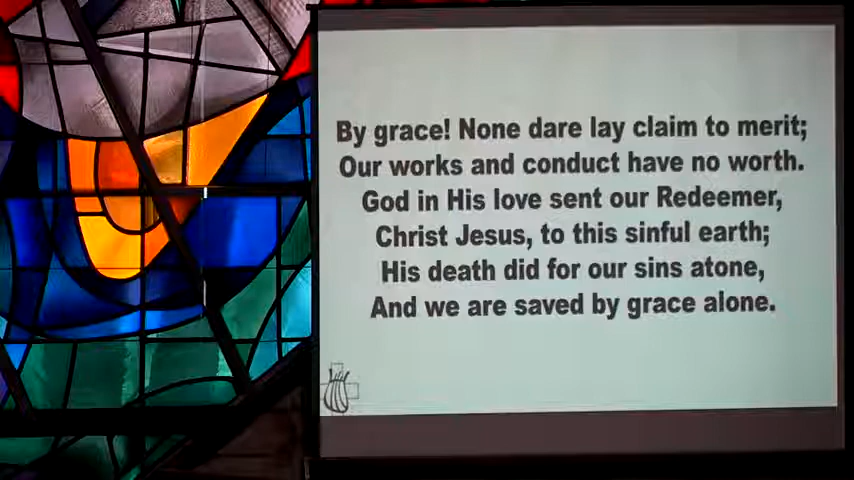 By grace! None dare lay claim to merit;
Our works and conduct have no worth.
God in His love sent our Redeemer,
Christ Jesus, to this sinful earth;
His death did for our sins atone,
And we are saved by grace alone.